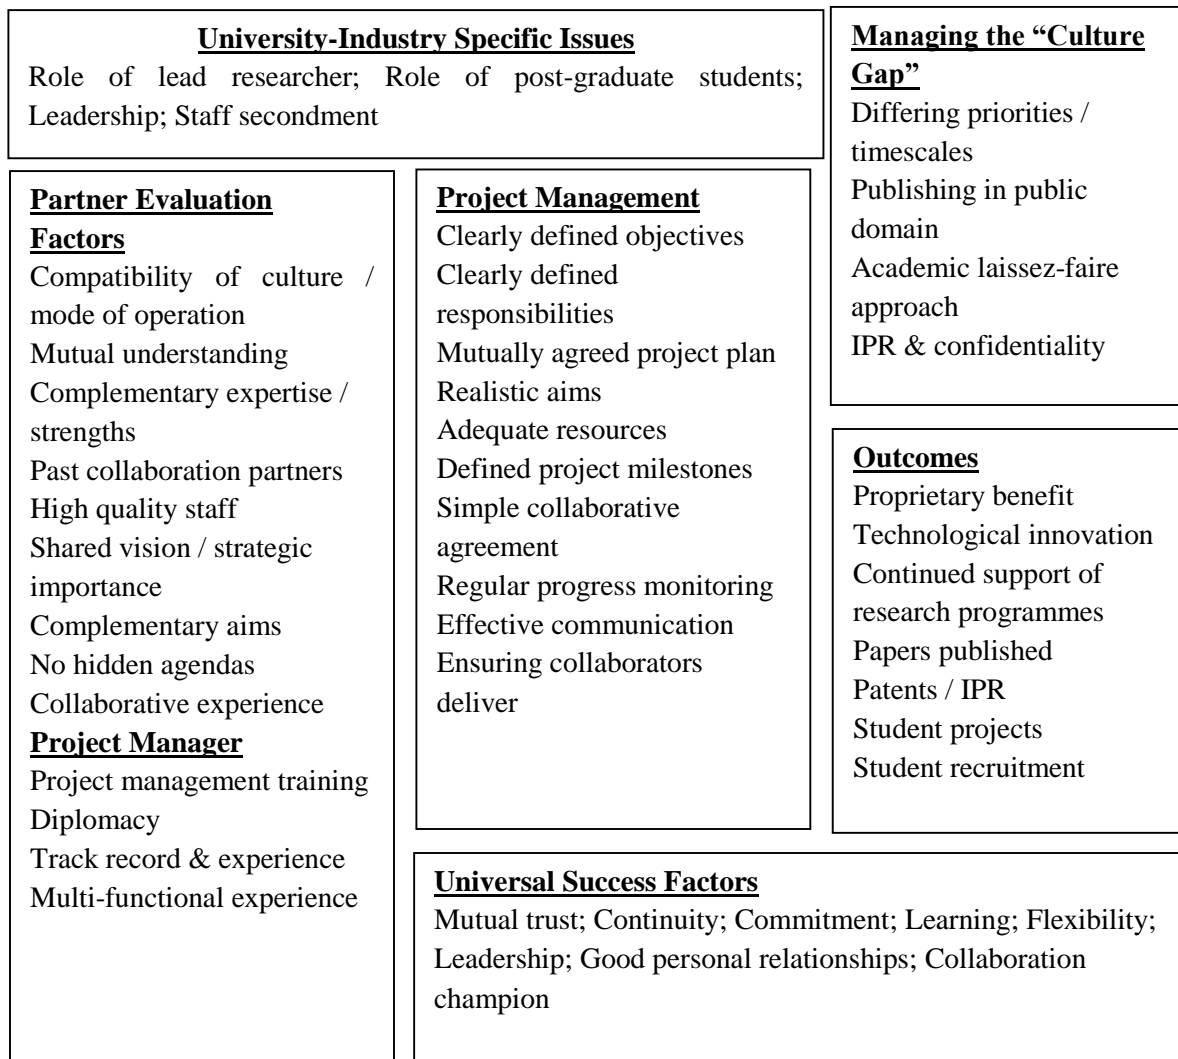 University-Industry Specific Issues
Role of lead researcher; Role of post-graduate students;
Leadership; Staff secondment
Managing the “Culture
Gap”
Differing priorities /
timescales
Publishing in public
domain
Academic laissez-faire
approach
IPR & confidentiality
Partner Evaluation
Factors
Compatibility of culture /
mode of operation
Mutual understanding
Complementary expertise /
strengths
Past collaboration partners
High quality staff
Shared vision / strategic
importance
Complementary aims
No hidden agendas
Collaborative experience
Project Manager
Project management training
Diplomacy
Track record & experience
Multi-functional experience
Project Management
Clearly defined objectives
Clearly defined
responsibilities
Mutually agreed project plan
Realistic aims
Adequate resources
Defined project milestones
Simple collaborative
agreement
Regular progress monitoring
Effective communication
Ensuring collaborators
deliver
Outcomes
Proprietary benefit
Technological innovation
Continued support of
research programmes
Papers published
Patents / IPR
Student projects
Student recruitment
Universal Success Factors
Mutual trust; Continuity; Commitment; Learning; Flexibility;
Leadership; Good personal relationships; Collaboration
champion